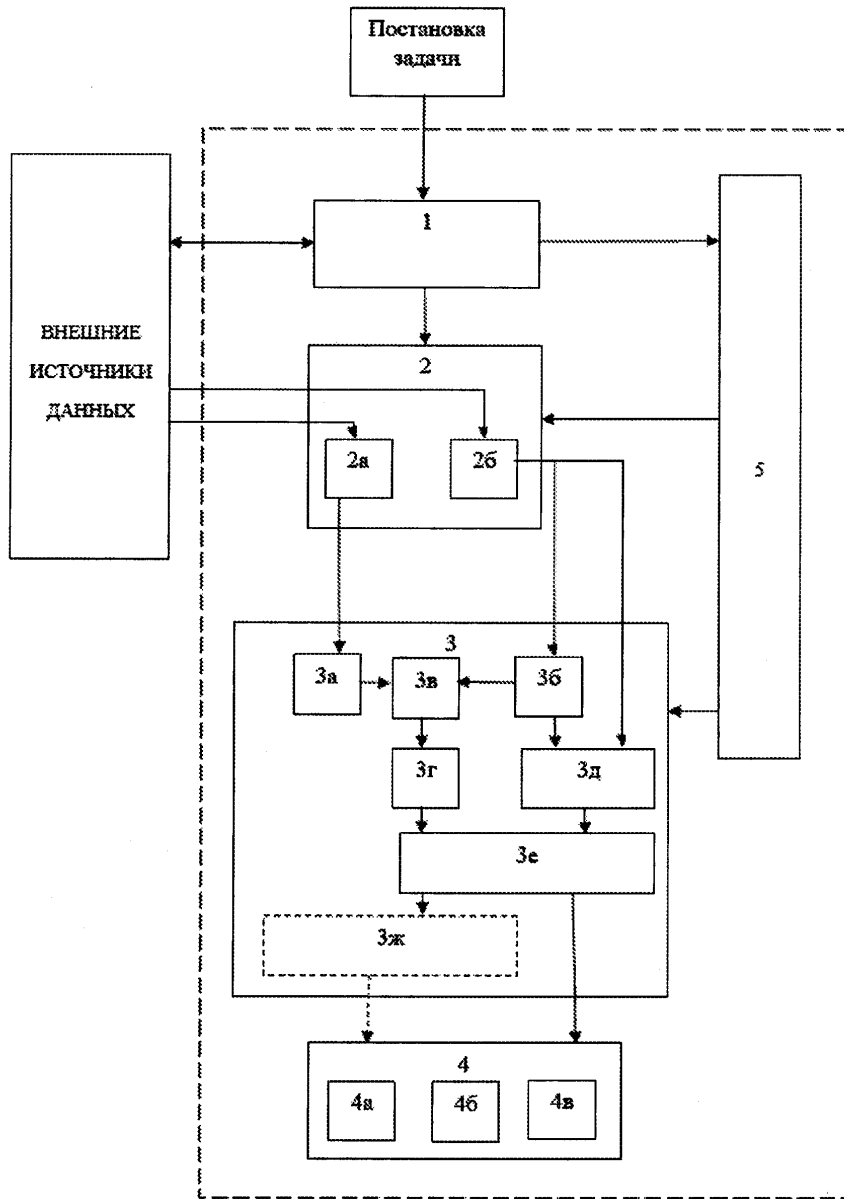 Постановка
задачи
1
ВНЕШНИЕ
ИСТОЧНИКИ
ДАННЫХ
2
2а
2б
5
3
3а
3в
3б
3г
3д
3е
3ж
4
4а
4б
4в